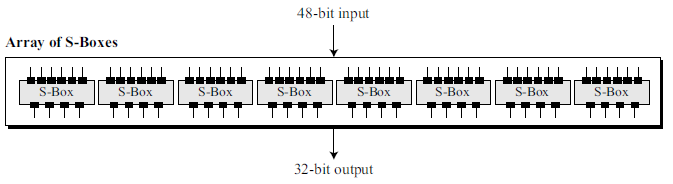 48-bit input
Array of S-Boxes
S-Box S-Box S-Box S-Box S-Box S-Box S-Box S-Box
32-bit output